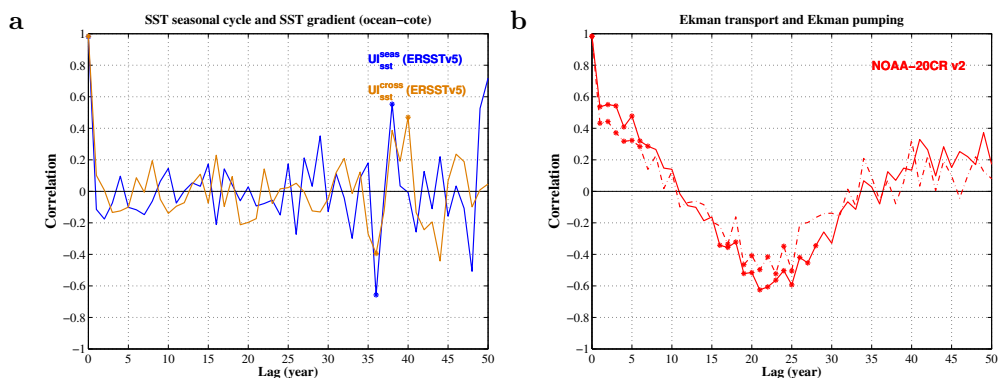 a
SST seasonal cycle and SST gradient (ocean−cote)
1
0.8
0.6
0.4
0.2
0
−0.2
−0.4
−0.6
−0.8
−1
Correlation
UI seas sst (ERSSTv5)
UI cross sst (ERSSTv5)
0 5 10 15 20 25 30 35 40 45 50
Lag (year)
b
Ekman transport and Ekman pumping
1
0.8
0.6
0.4
0.2
0
−0.2
−0.4
−0.6
−0.8
−1
Correlation
NOAA−20CR v2
0 5 10 15 20 25 30 35 40 45 50
Lag (year)